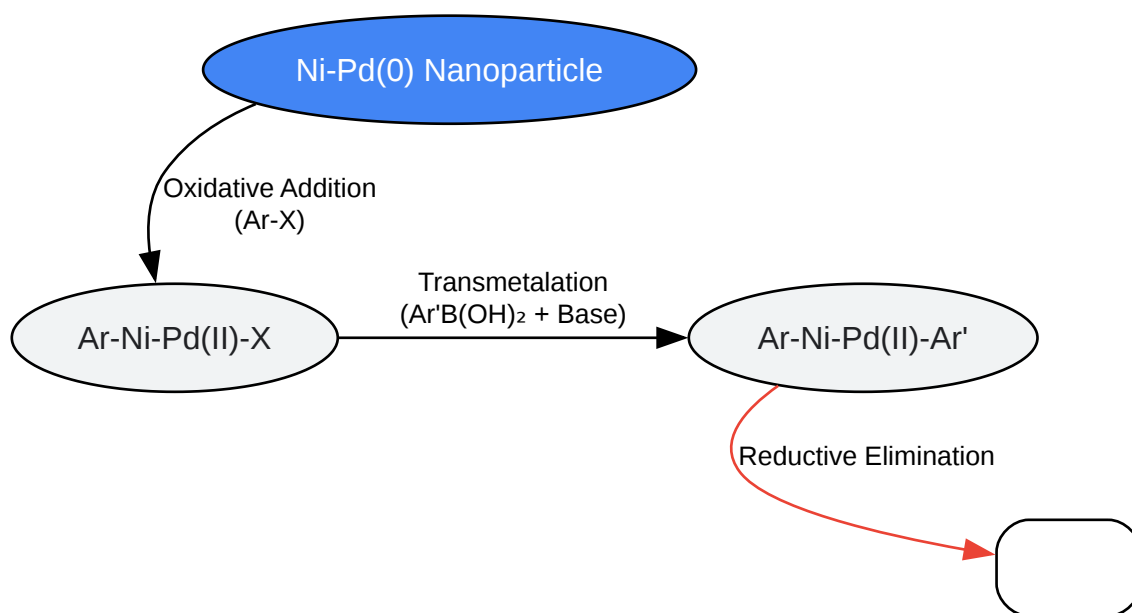 Ni-Pd(0) Nanoparticle
Oxidative Addition
(Ar-X)
Transmetalation
(Ar'B(OH)₂ + Base)
Ar-Ni-Pd(II)-X
Ar-Ni-Pd(II)-Ar'
Reductive Elimination